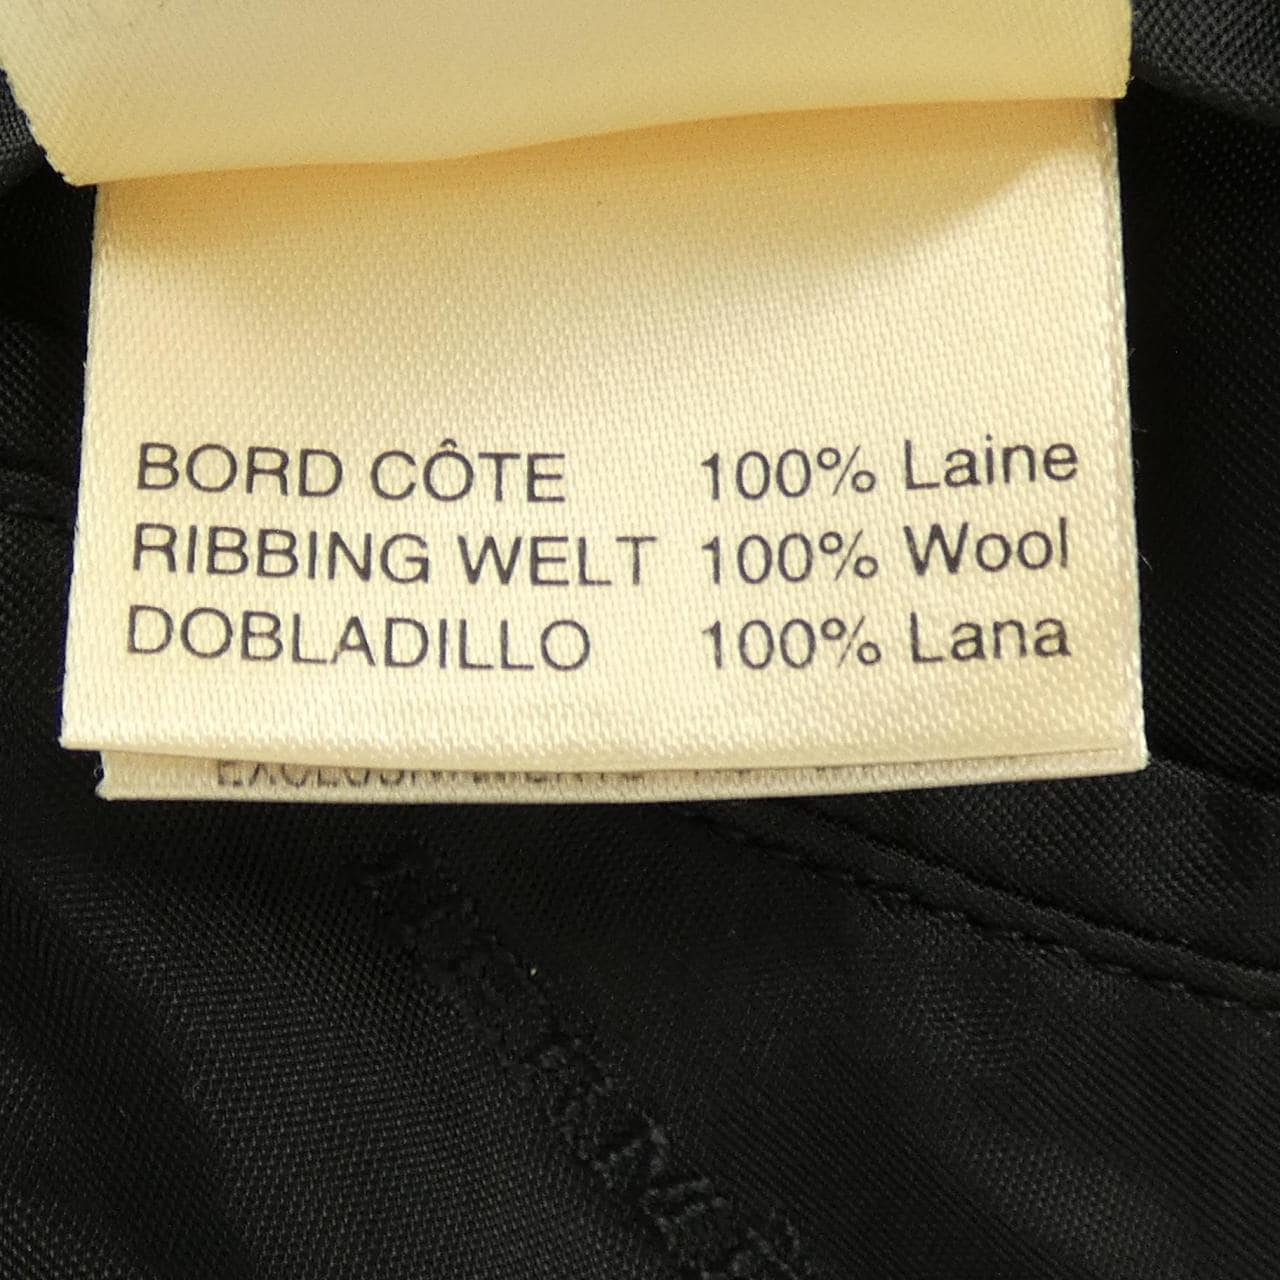 BORD CÔTE 100% Laine
RIBBING WELT 100% Wool
DOBLADILLO 100% Lana